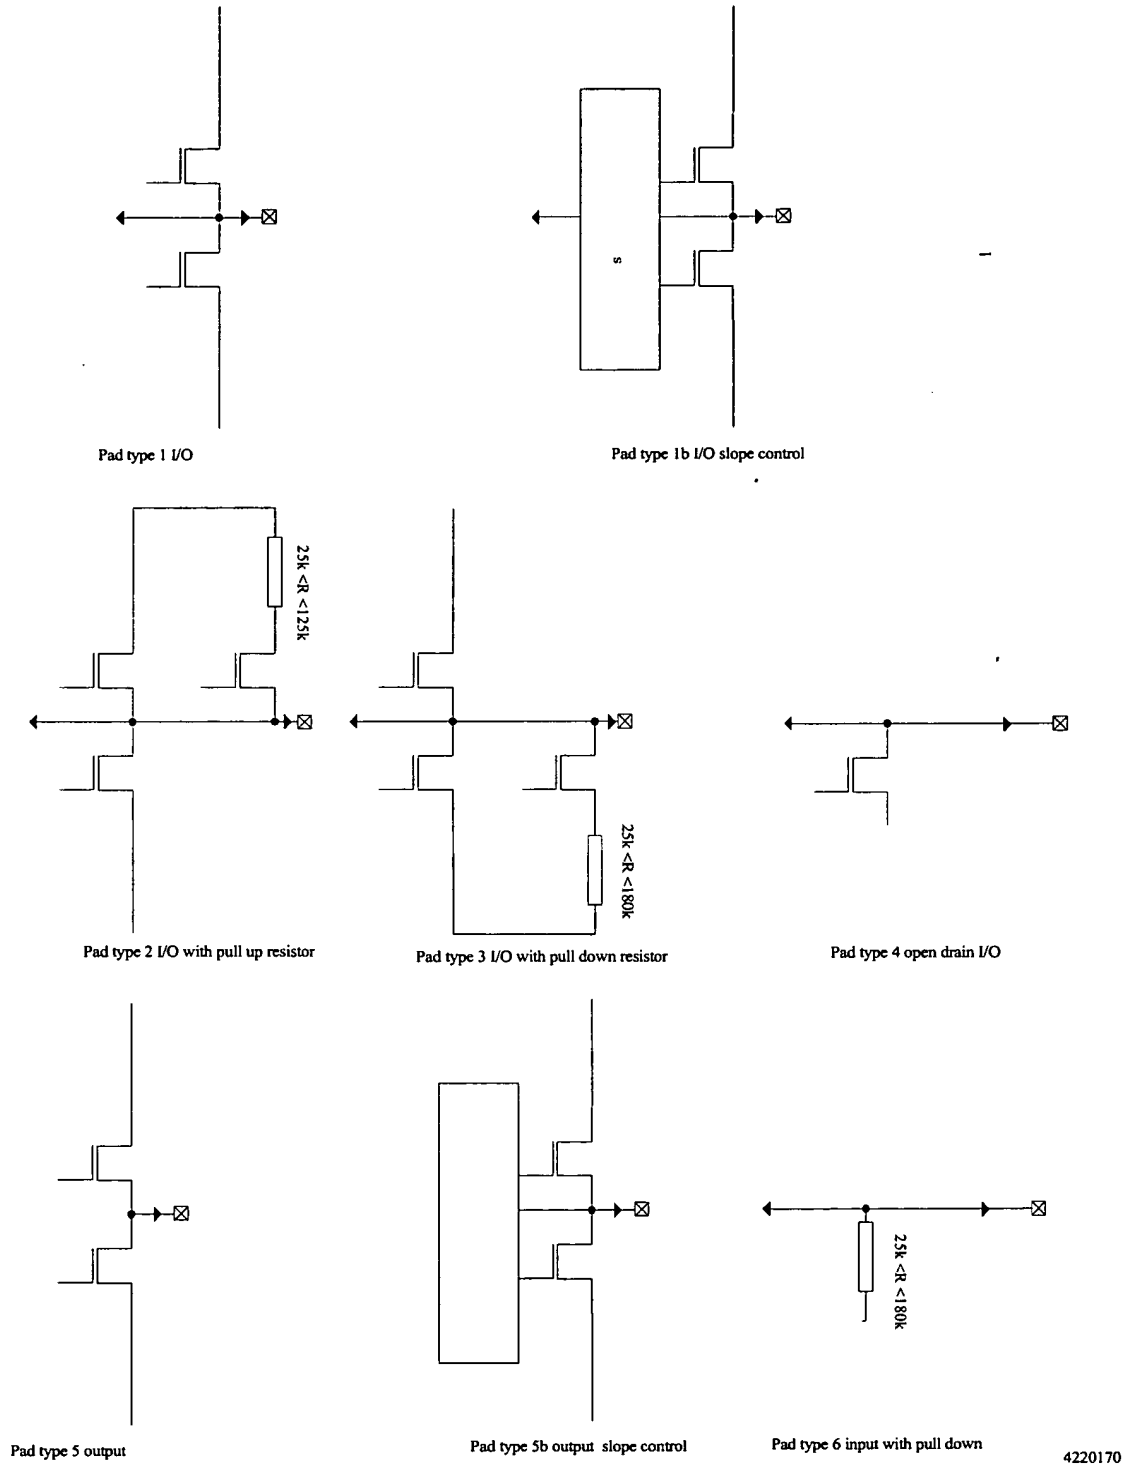 s
Pad type 1 I/O
Pad type 1b I/O slope control
25k <R <125k
25k <R <180k
Pad type 2 I/O with pull up resistor
Pad type 3 I/O with pull down resistor
Pad type 4 open drain I/O
25k <R <180k
Pad type 5 output
Pad type 5b output slope control
Pad type 6 input with pull down
4220170